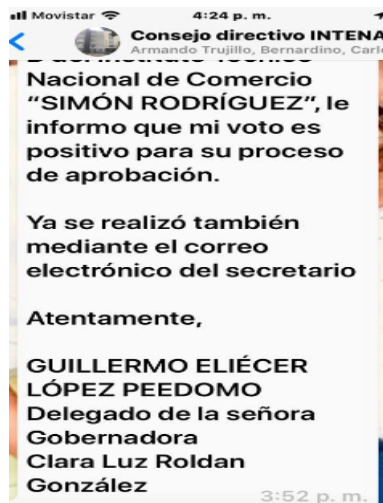 Movistar 4:24 p. m.
Consejo directivo INTENA
Armando Trujillo, Bernardino, Carl
Nacional de Comercio
“SIMÓN RODRÍGUEZ”, le
informo que mi voto es
positivo para su proceso
de aprobación.
Ya se realizó también
mediante el correo
electrónico del secretario
Atentamente,
GUILLERMO ELIÉCER
LÓPEZ PEEDOMO
Delegado de la señora
Gobernadora
Clara Luz Roldan
González
3:52 p. m.